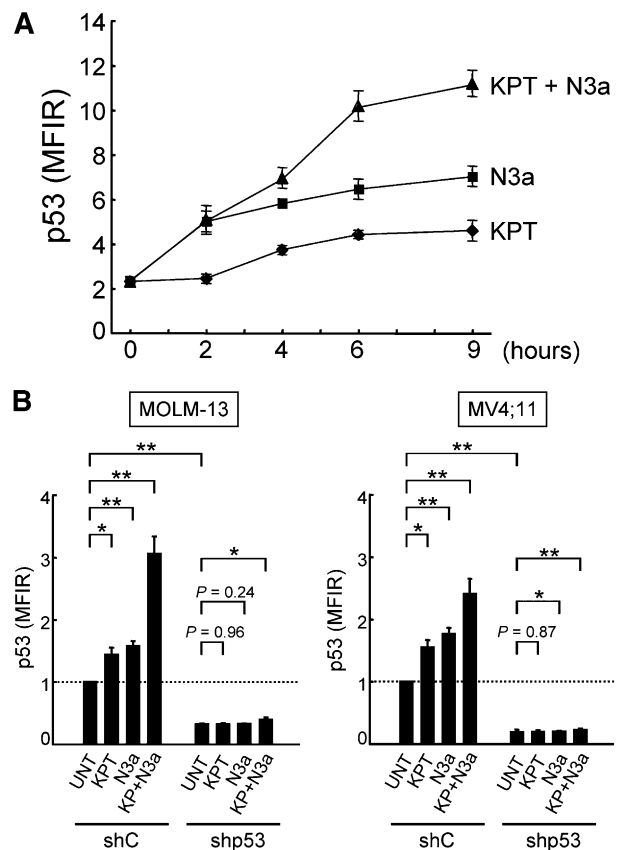 A
p53 (MFIR)
14
12
10
8
6
4
2
0
KPT + N3a
N3a
KPT
0 2 4 6 9 (hours)
B
MOLM-13
p53 (MFIR)
4
3
2
1
0
**
**
**
*
*
P = 0.24
P = 0.96
UNT KPT N3a KP+N3a UNT KPT N3a KP+N3a
shC shp53
MV4;11
p53 (MFIR)
4
3
2
1
0
**
**
**
*
**
*
P = 0.87
UNT KPT N3a KP+N3a UNT KPT N3a KP+N3a
shC shp53